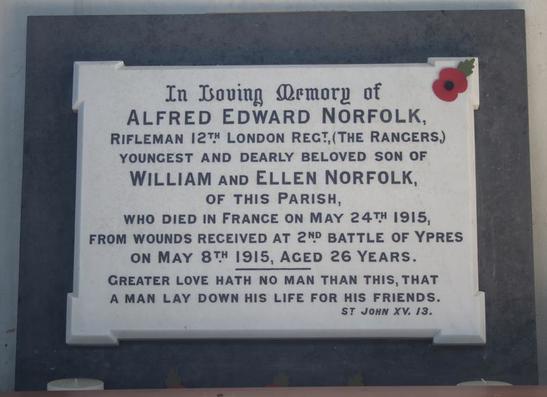 In Loving Memory of
ALFRED EDWARD NORFOLK,
RIFLEMAN 12TH LONDON REGT, (THE RANGERS,)
YOUNGEST AND DEARLY BELOVED SON OF
WILLIAM AND ELLEN NORFOLK,
OF THIS PARISH,
WHO DIED IN FRANCE ON MAY 24TH 1915,
FROM WOUNDS RECEIVED AT 2ND BATTLE OF YPRES
ON MAY 8TH 1915, AGED 26 YEARS.
GREATER LOVE HATH NO MAN THAN THIS, THAT
A MAN LAY DOWN HIS LIFE FOR HIS FRIENDS.
ST JOHN XV. 13.